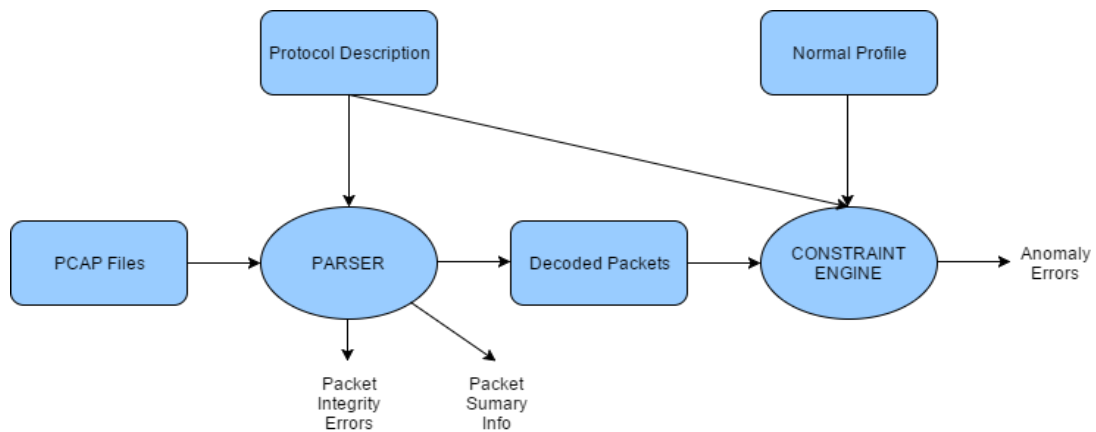 Protocol Description
Normal Profile
PCAP Files
PARSER
Decoded Packets
CONSTRAINT
ENGINE
Anomaly
Errors
Packet
Integrity
Errors
Packet
Sumary
Info